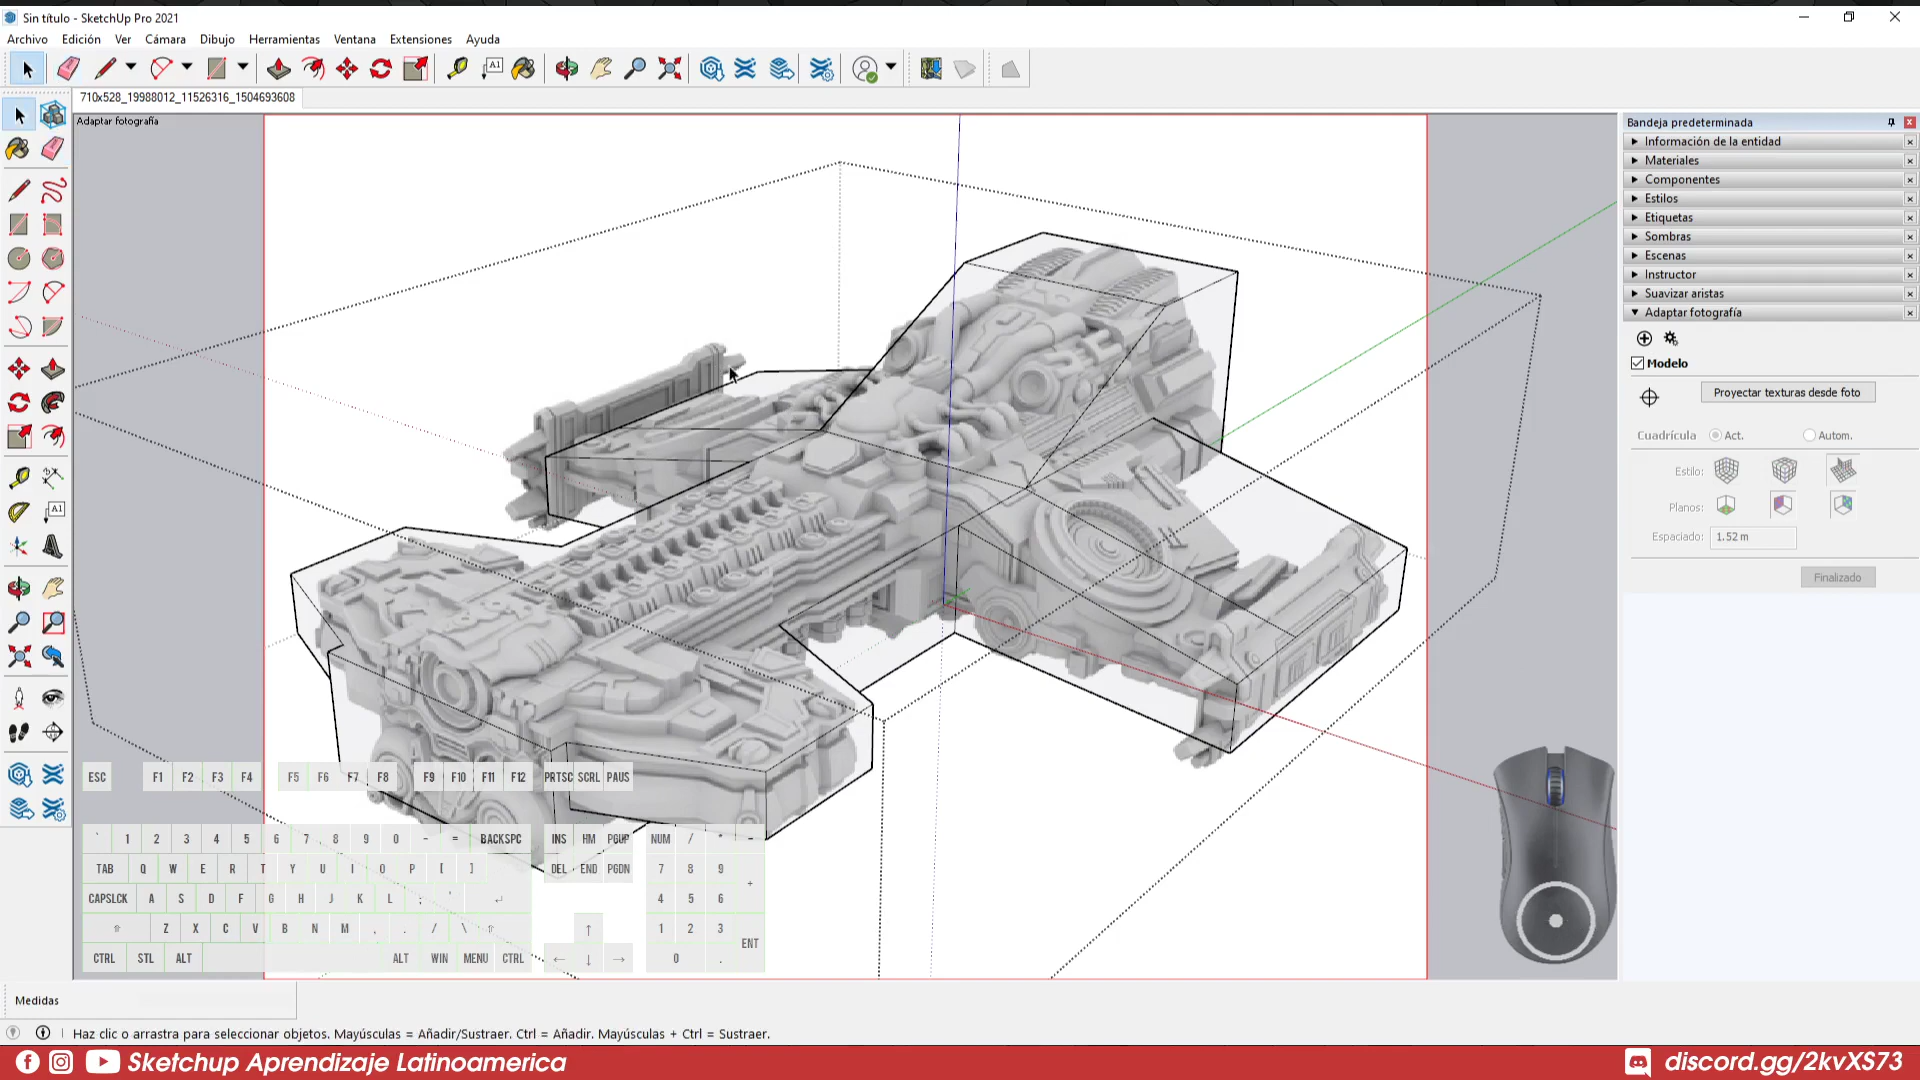 Sin título - SketchUp Pro 2021
Archivo Edición Ver Cámara Dibujo Herramientas Ventana Extensiones Ayuda
A1
710x528_19988012_11526316_1504693608
Adaptar fotografía
A1
Bandeja predeterminada
Información de la entidad
Materiales
Componentes
Estilos
Etiquetas
Sombras
Escenas
Instructor
Suavizar aristas
Adaptar fotografía
Modelo
Proyectar texturas desde foto
Cuadrícula Act. Autom.
Estilo:
Planos:
Espaciado: 1.52 m
Finalizado
ESC F1 F2 F3 F4 F5 F6 F7 F8 F9 F10 F11 F12 PRTSC SCRL PAUS
` 1 2 3 4 5 6 7 8 9 0 - = BACKSPC INS HM PGUP NUM / * -
TAB Q W E R T Y U I O P [ ] DEL END PGDN 7 8 9 +
CAPSLCK A S D F G H J K L ; ' ↵ 4 5 6
⇧ Z X C V B N M , . / \ ⇧ ↑ 1 2 3 ENT
CTRL STL ALT ALT WIN MENU CTRL ← ↓ → 0 .
Medidas
Haz clic o arrastra para seleccionar objetos. Mayúsculas = Añadir/Sustraer. Ctrl = Añadir. Mayúsculas + Ctrl = Sustraer.
Sketchup Aprendizaje Latinoamerica
discord.gg/2kvXS73